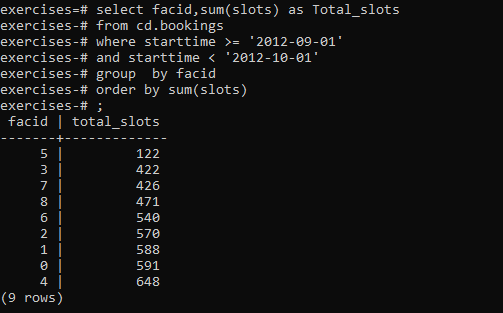 exercises=# select facid,sum(slots) as Total_slots
exercises-# from cd.bookings
exercises-# where starttime >= '2012-09-01'
exercises-# and starttime < '2012-10-01'
exercises-# group  by facid
exercises-# order by sum(slots)
exercises-# ;
 facid | total_slots
-------+-------------
     5 |         122
     3 |         422
     7 |         426
     8 |         471
     6 |         540
     2 |         570
     1 |         588
     0 |         591
     4 |         648
(9 rows)